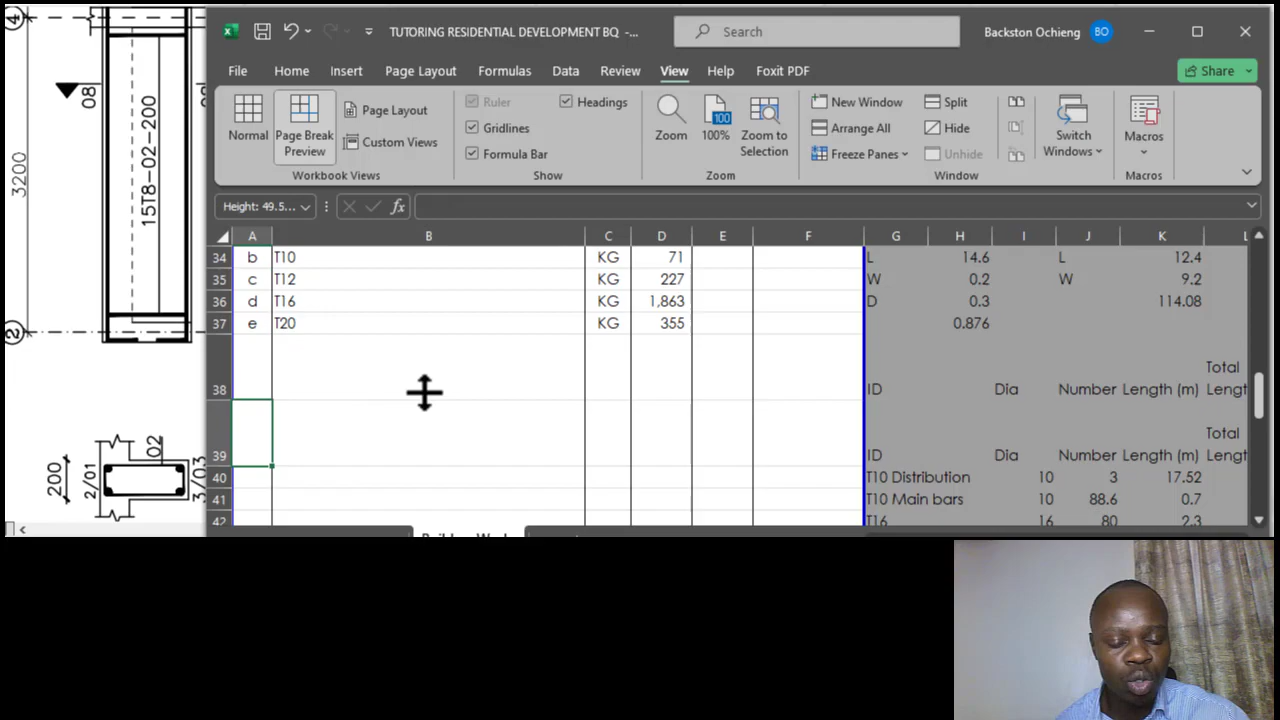 4
08
3200
15T8-02-200
2
02
200
2/01
3/03
TUTORING RESIDENTIAL DEVELOPMENT BQ -...
Search
Backston Ochieng
BO
File
Home
Insert
Page Layout
Formulas
Data
Review
View
Help
Foxit PDF
Share
Normal
Page Break
Preview
Page Layout
Custom Views
Workbook Views
Ruler
Gridlines
Formula Bar
Headings
Show
Zoom
100
100%
Zoom to
Selection
Zoom
New Window
Arrange All
Freeze Panes
Split
Hide
Unhide
Switch
Windows
Window
Macros
Macros
Height: 49.5...
fx
A B C D E F G H I J K L
34 b T10 KG 71 L 14.6 L 12.4
35 c T12 KG 227 W 0.2 W 9.2
36 d T16 KG 1,863 D 0.3 114.08
37 e T20 KG 355 0.876
Total
38 ID Dia Number Length (m) Lengt
Total
39 ID Dia Number Length (m) Lengt
40 T10 Distribution 10 3 17.52
41 T10 Main bars 10 88.6 0.7
42 T16 16 80 2.3